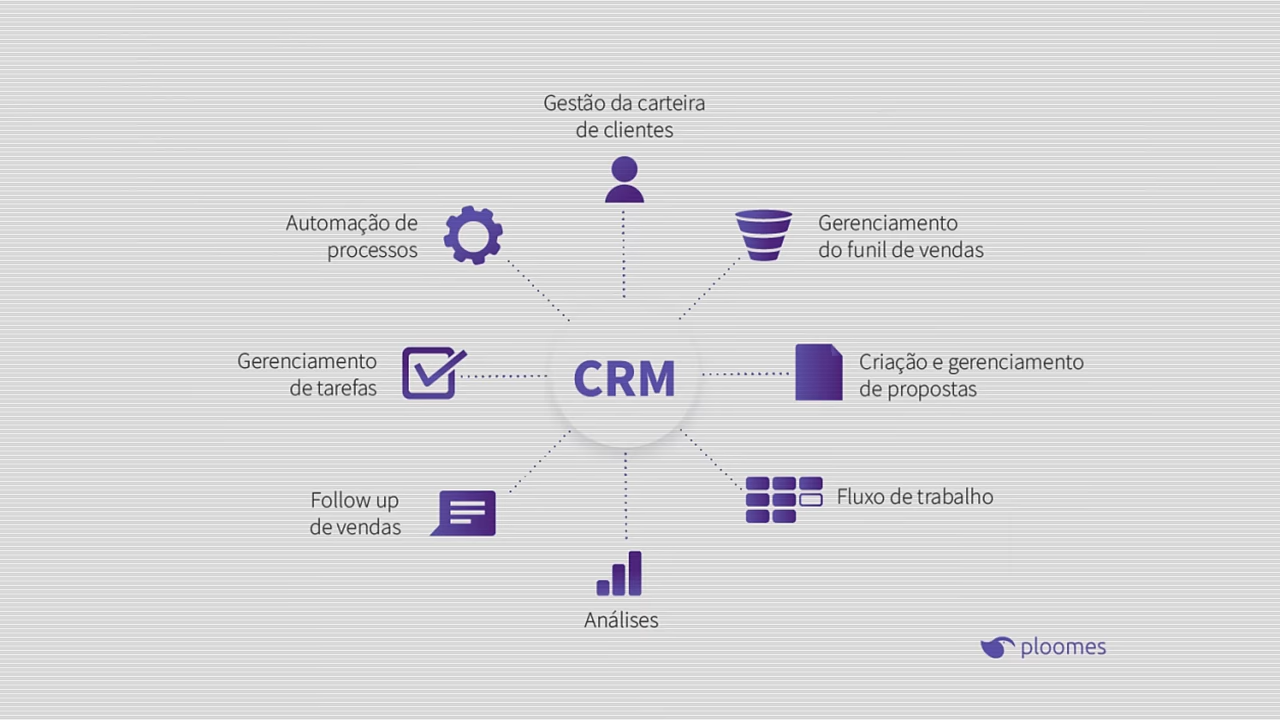 Gestão da carteira
de clientes
Automação de
processos
Gerenciamento
do funil de vendas
Gerenciamento
de tarefas
CRM
Criação e gerenciamento
de propostas
Follow up
de vendas
Fluxo de trabalho
Análises
ploomes